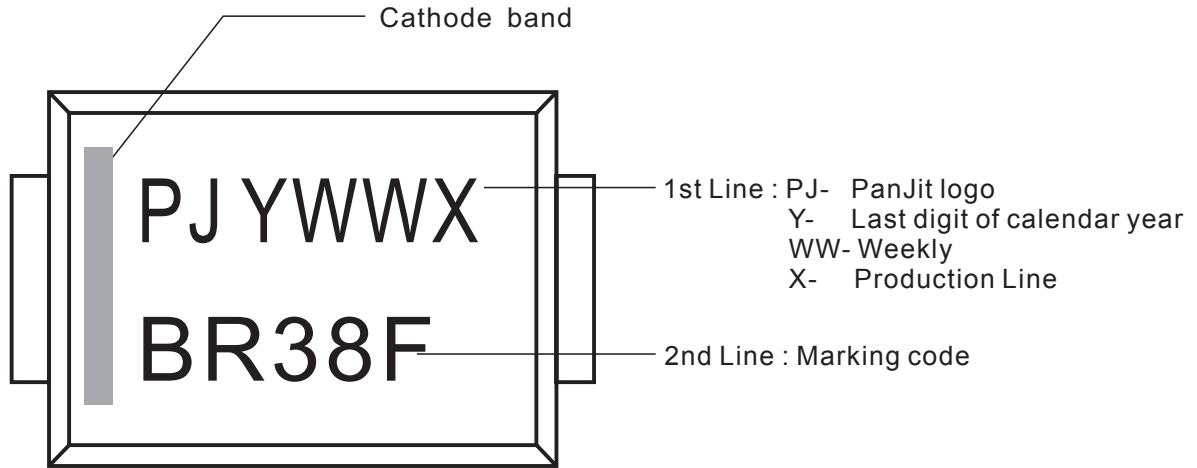 Cathode band
PJ YWWX
1st Line : PJ- PanJit logo
Y- Last digit of calendar year
WW- Weekly
X- Production Line
BR38F
2nd Line : Marking code